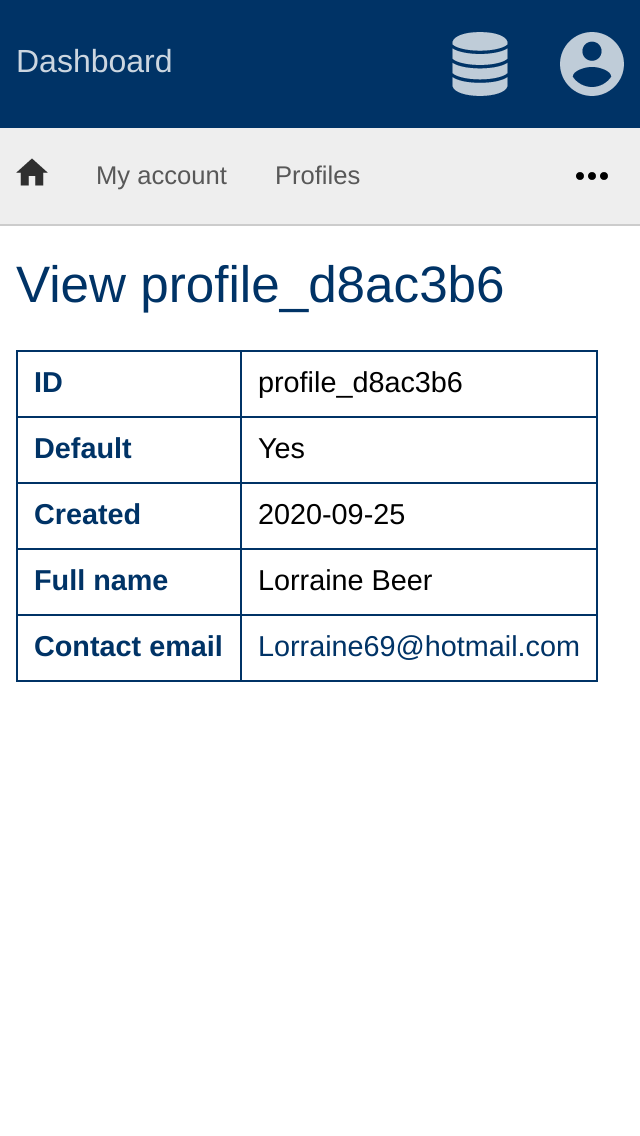 Dashboard
My account Profiles
View profile_d8ac3b6
ID profile_d8ac3b6
Default Yes
Created 2020-09-25
Full name Lorraine Beer
Contact email Lorraine69@hotmail.com